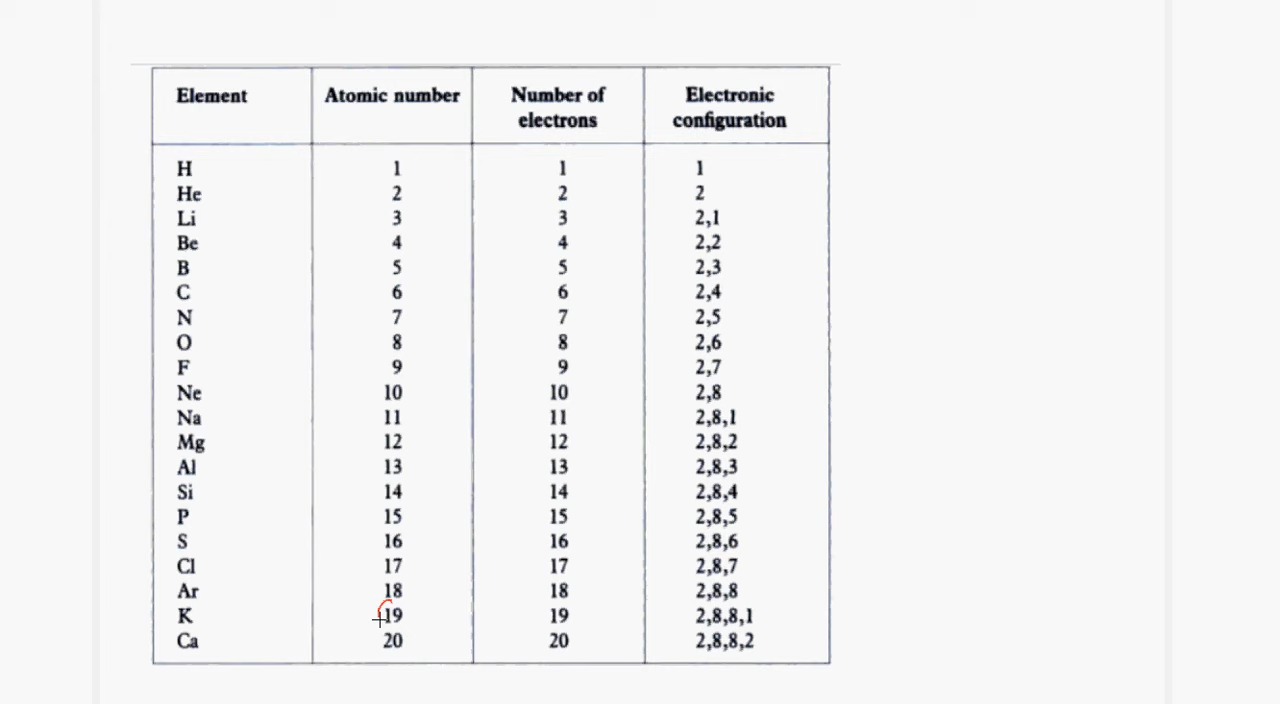 Element Atomic number Number of electrons Electronic configuration
H 1 1 1
He 2 2 2
Li 3 3 2,1
Be 4 4 2,2
B 5 5 2,3
C 6 6 2,4
N 7 7 2,5
O 8 8 2,6
F 9 9 2,7
Ne 10 10 2,8
Na 11 11 2,8,1
Mg 12 12 2,8,2
Al 13 13 2,8,3
Si 14 14 2,8,4
P 15 15 2,8,5
S 16 16 2,8,6
Cl 17 17 2,8,7
Ar 18 18 2,8,8
K 19 19 2,8,8,1
Ca 20 20 2,8,8,2